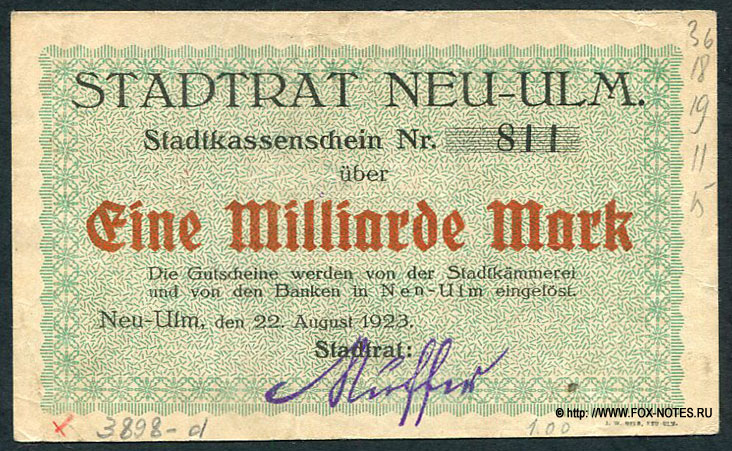 STADTRAT NEU-ULM.
Stadtkassenschein Nr. 811
über
Eine Milliarde Mark
Die Gutscheine werden von der Stadtkämmerei
und von den Banken in Neu-Ulm eingelöst.
Neu-Ulm, den 22. August 1923.
Stadtrat:
36
18
19
11
x 3898-d
1.00
© http://www.FOX-NOTES.RU